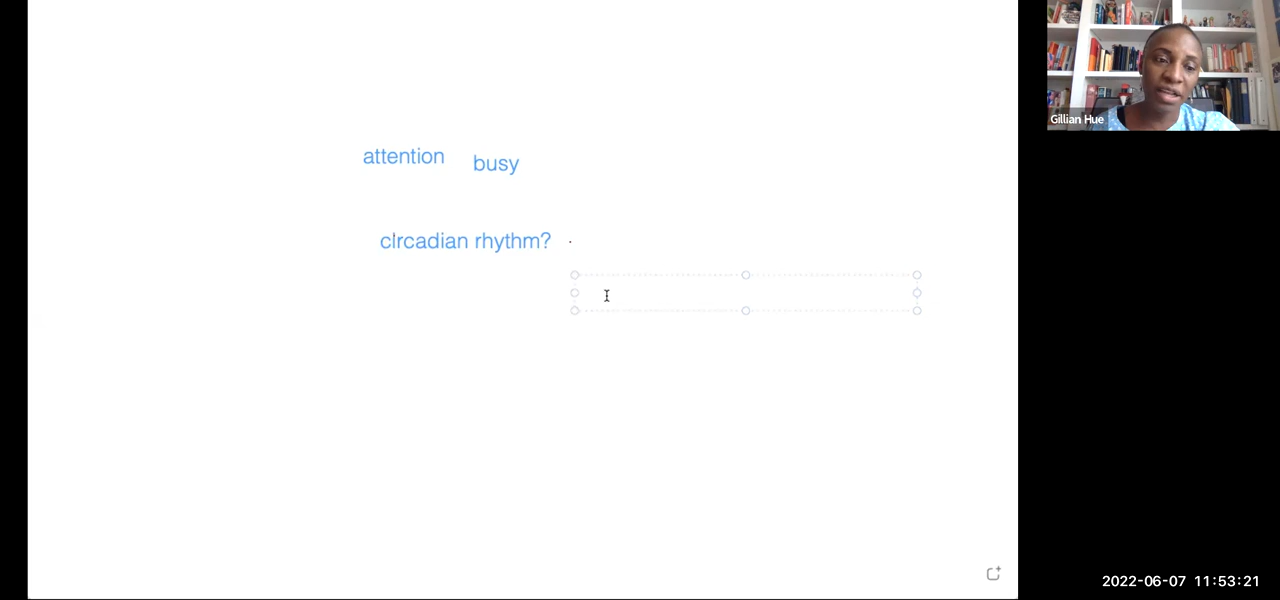 Gillian Hue
attention busy
circadian rhythm?
2022-06-07 11:53:21